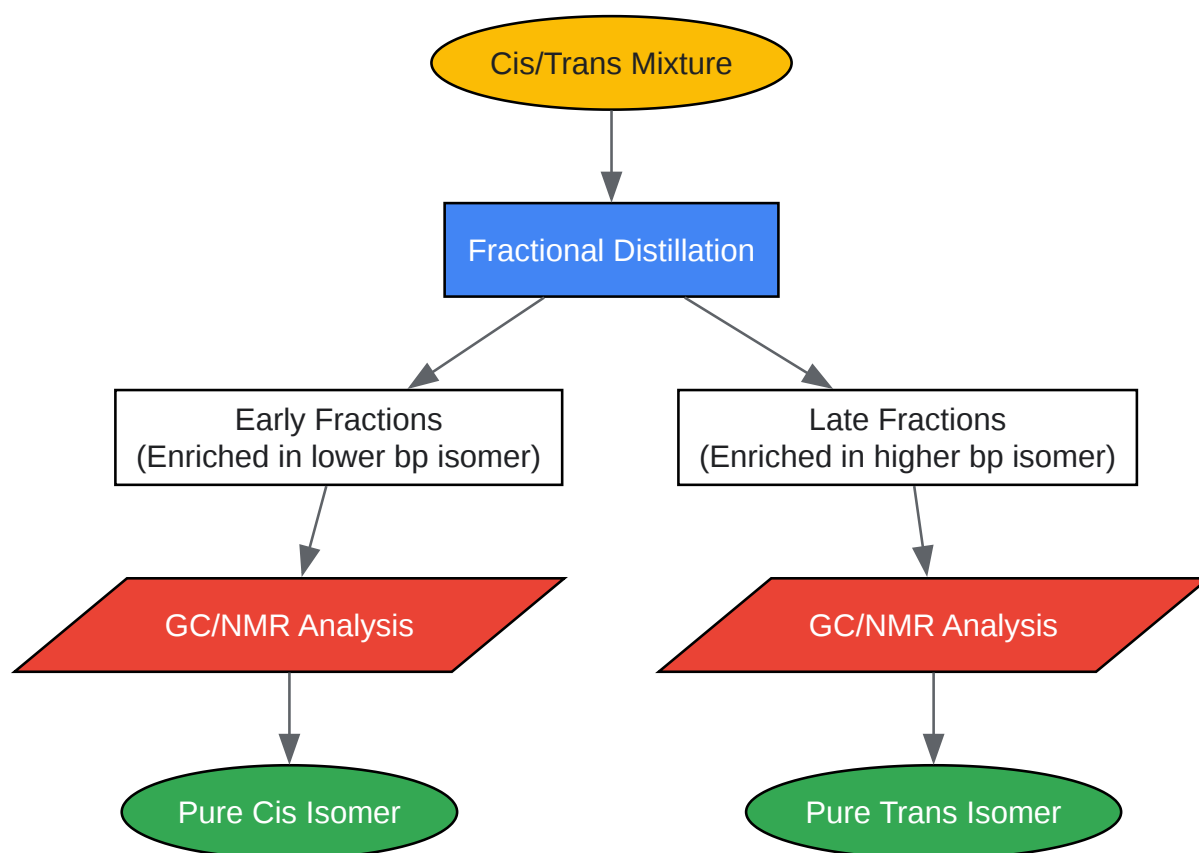 Cis/Trans Mixture
Fractional Distillation
Early Fractions
(Enriched in lower bp isomer)
Late Fractions
(Enriched in higher bp isomer)
GC/NMR Analysis
GC/NMR Analysis
Pure Cis Isomer
Pure Trans Isomer